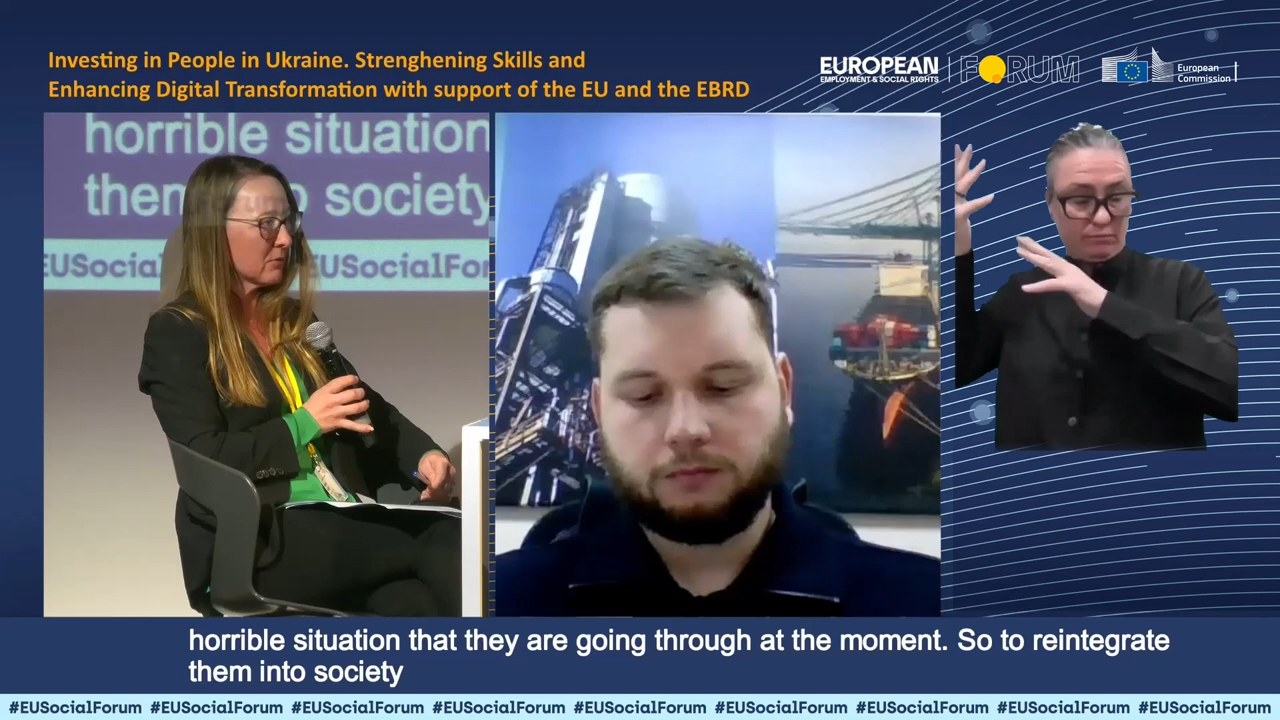 Investing in People in Ukraine. Strenghening Skills and
Enhancing Digital Transformation with support of the EU and the EBRD
EUROPEAN
EMPLOYMENT & SOCIAL RIGHTS
FORUM
European
Commission
horrible situation
them into society
EUSocial
EUSocialFor
horrible situation that they are going through at the moment. So to reintegrate
them into society
#EUSocialForum #EUSocialForum #EUSocialForum #EUSocialForum #EUSocialForum #EUSocialForum #EUSocialForum #EUSocialForum #EUSocialForum